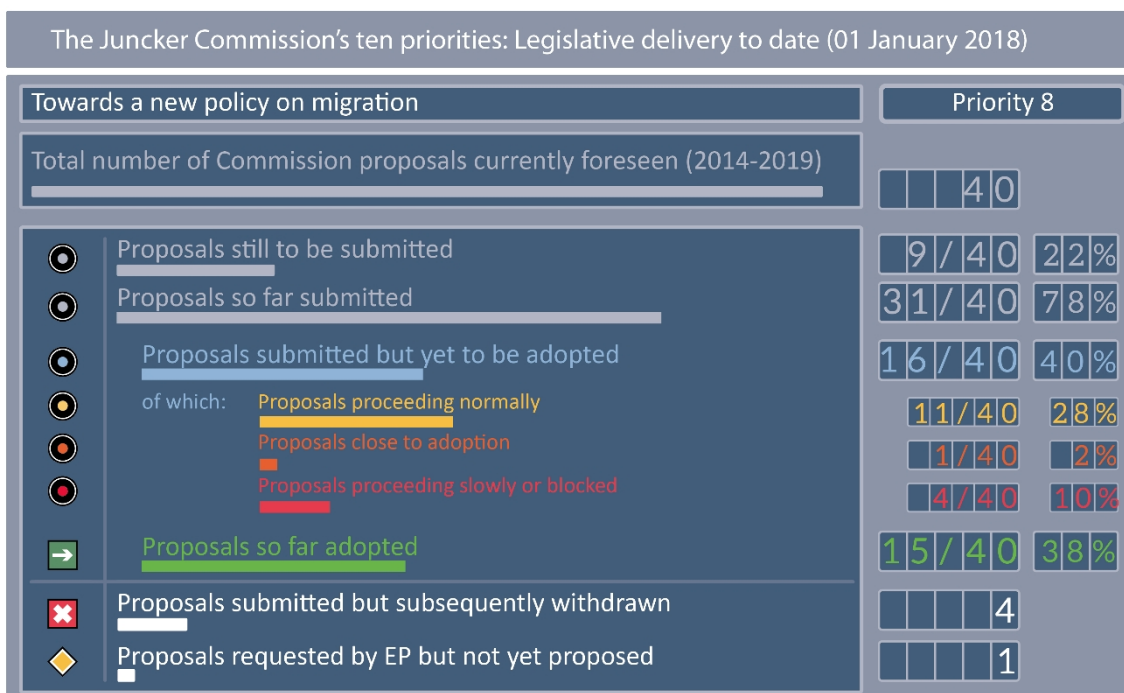 The Juncker Commission's ten priorities: Legislative delivery to date (01 January 2018)
Towards a new policy on migration
Priority 8
Total number of Commission proposals currently foreseen (2014-2019)
40
Proposals still to be submitted
9/40 22%
Proposals so far submitted
31/40 78%
Proposals submitted but yet to be adopted
16/40 40%
of which: Proposals proceeding normally
11/40 28%
Proposals close to adoption
1/40 2%
Proposals proceeding slowly or blocked
4/40 10%
Proposals so far adopted
15/40 38%
Proposals submitted but subsequently withdrawn
4
Proposals requested by EP but not yet proposed
1